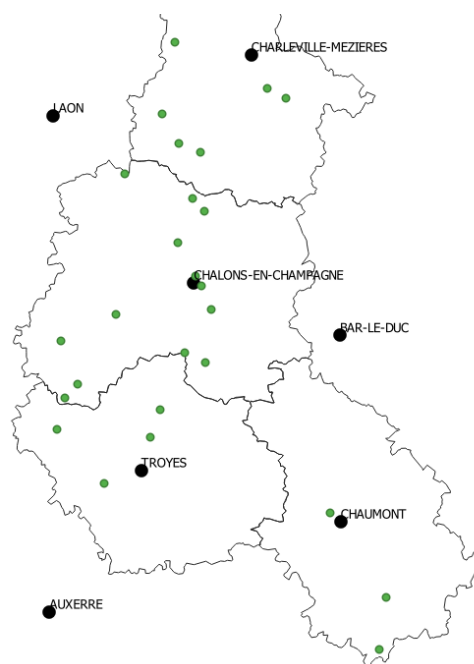 CHARLEVILLE-MEZIERES
LAON
CHALONS-EN-CHAMPAGNE
BAR-LE-DUC
TROYES
CHAUMONT
AUXERRE